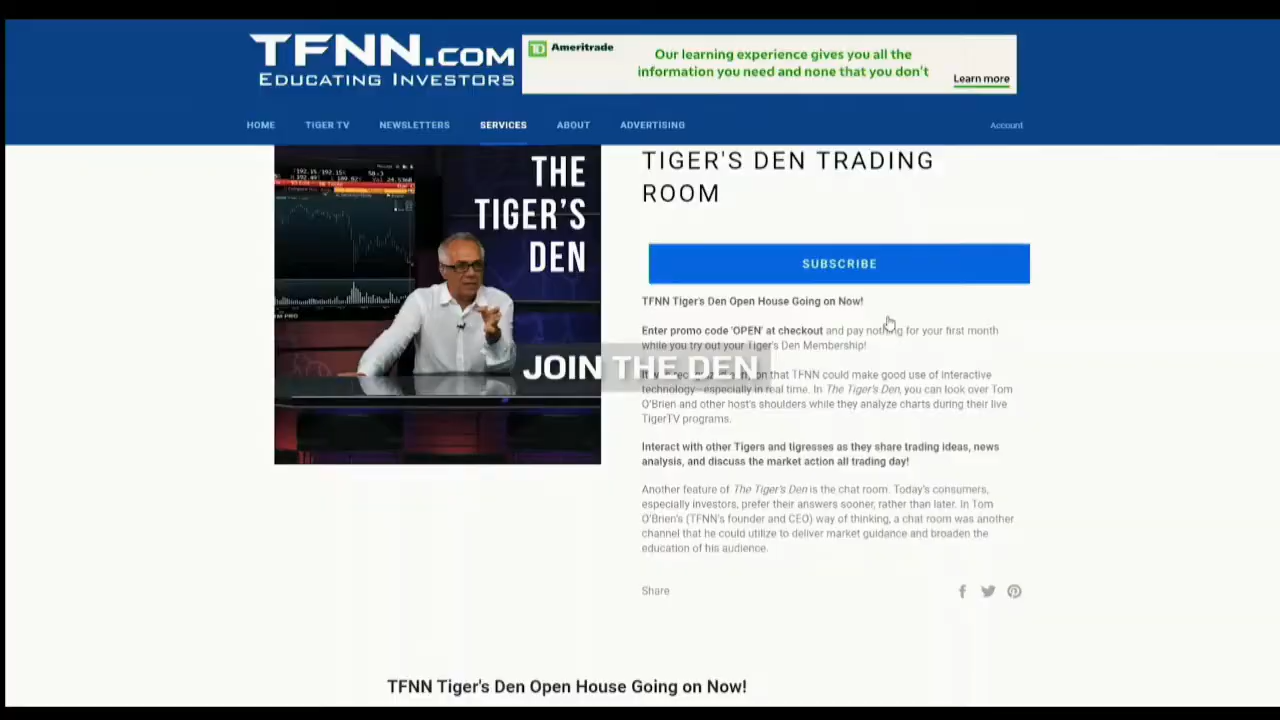 TFNN.COM
EDUCATING INVESTORS
TD Ameritrade
Our learning experience gives you all the
information you need and none that you don't
Learn more
HOME TIGER TV NEWSLETTERS SERVICES ABOUT ADVERTISING Account
THE
TIGER'S
DEN
TIGER'S DEN TRADING
ROOM
SUBSCRIBE
TFNN Tiger's Den Open House Going on Now!
Enter promo code 'OPEN' at checkout and pay nothing for your first month
while you try out your Tiger's Den Membership!
JOIN THE DEN
that TFNN could make good use of interactive
technology—especially in real time. In The Tiger's Den, you can look over Tom
O'Brien and other host's shoulders while they analyze charts during their live
TigerTV programs.
Interact with other Tigers and tigresses as they share trading ideas, news
analysis, and discuss the market action all trading day!
Another feature of The Tiger's Den is the chat room. Today's consumers,
especially investors, prefer their answers sooner, rather than later. In Tom
O'Brien's (TFNN's founder and CEO) way of thinking, a chat room was another
channel that he could utilize to deliver market guidance and broaden the
education of his audience.
Share
TFNN Tiger's Den Open House Going on Now!